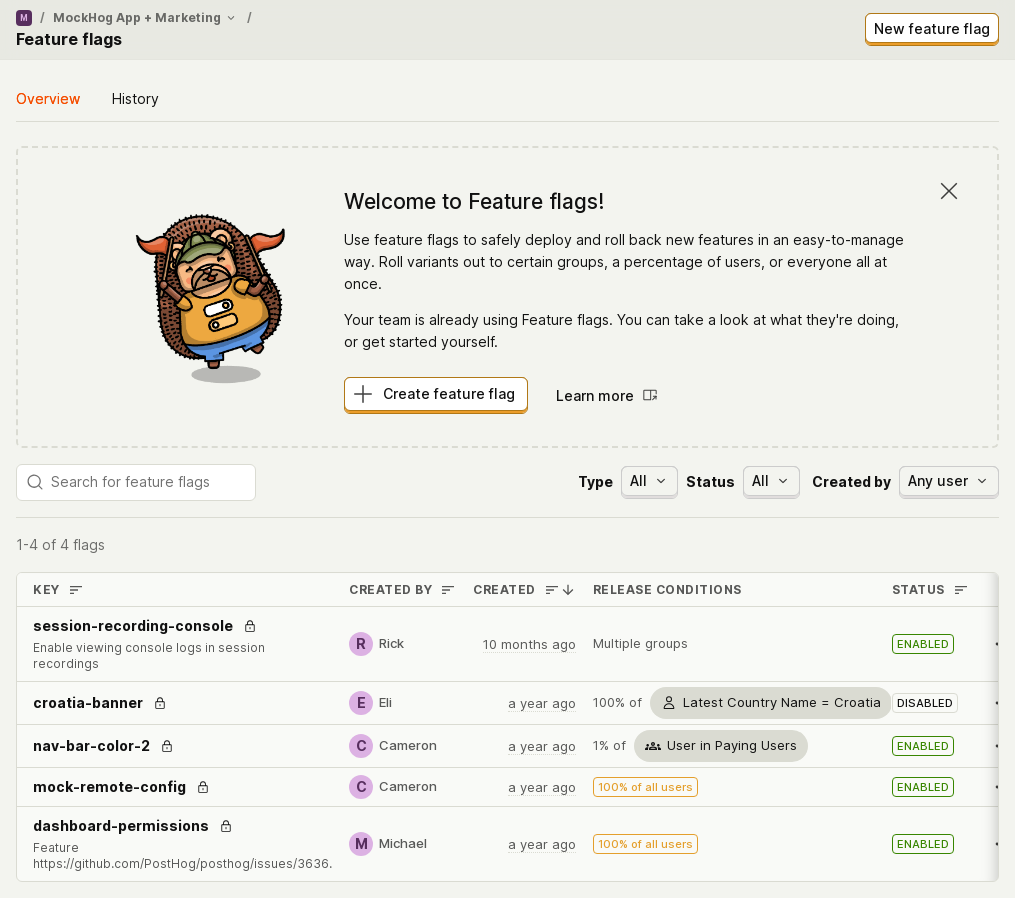 M / MockHog App + Marketing /
Feature flags
New feature flag
Overview
History
Welcome to Feature flags!
Use feature flags to safely deploy and roll back new features in an easy-to-manage
way. Roll variants out to certain groups, a percentage of users, or everyone all at
once.
Your team is already using Feature flags. You can take a look at what they're doing,
or get started yourself.
Create feature flag
Learn more
Search for feature flags
Type All Status All Created by Any user
1-4 of 4 flags
KEY CREATED BY CREATED RELEASE CONDITIONS STATUS
session-recording-console
Enable viewing console logs in session
recordings
R Rick 10 months ago Multiple groups ENABLED
croatia-banner E Eli a year ago 100% of Latest Country Name = Croatia DISABLED
nav-bar-color-2 C Cameron a year ago 1% of User in Paying Users ENABLED
mock-remote-config C Cameron a year ago 100% of all users ENABLED
dashboard-permissions
Feature
https://github.com/PostHog/posthog/issues/3636.
M Michael a year ago 100% of all users ENABLED